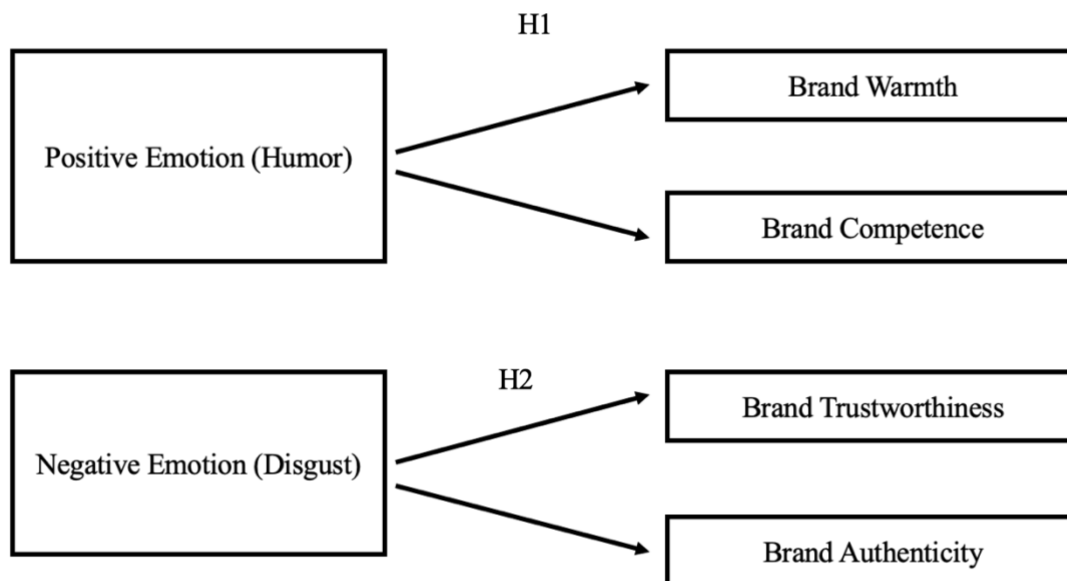 H1
Positive Emotion (Humor)
Brand Warmth
Brand Competence
H2
Negative Emotion (Disgust)
Brand Trustworthiness
Brand Authenticity